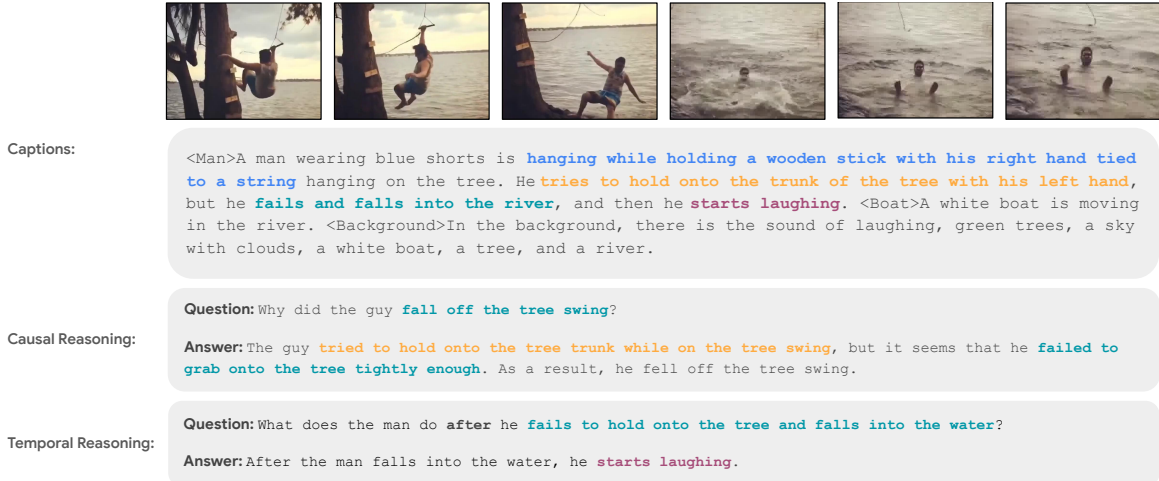 Captions:
<Man>A man wearing blue shorts is hanging while holding a wooden stick with his right hand tied
to a string hanging on the tree. He tries to hold onto the trunk of the tree with his left hand,
but he fails and falls into the river, and then he starts laughing. <Boat>A white boat is moving
in the river. <Background>In the background, there is the sound of laughing, green trees, a sky
with clouds, a white boat, a tree, and a river.
Causal Reasoning:
Question: Why did the guy fall off the tree swing?
Answer: The guy tried to hold onto the tree trunk while on the tree swing, but it seems that he failed to
grab onto the tree tightly enough. As a result, he fell off the tree swing.
Temporal Reasoning:
Question: What does the man do after he fails to hold onto the tree and falls into the water?
Answer: After the man falls into the water, he starts laughing.